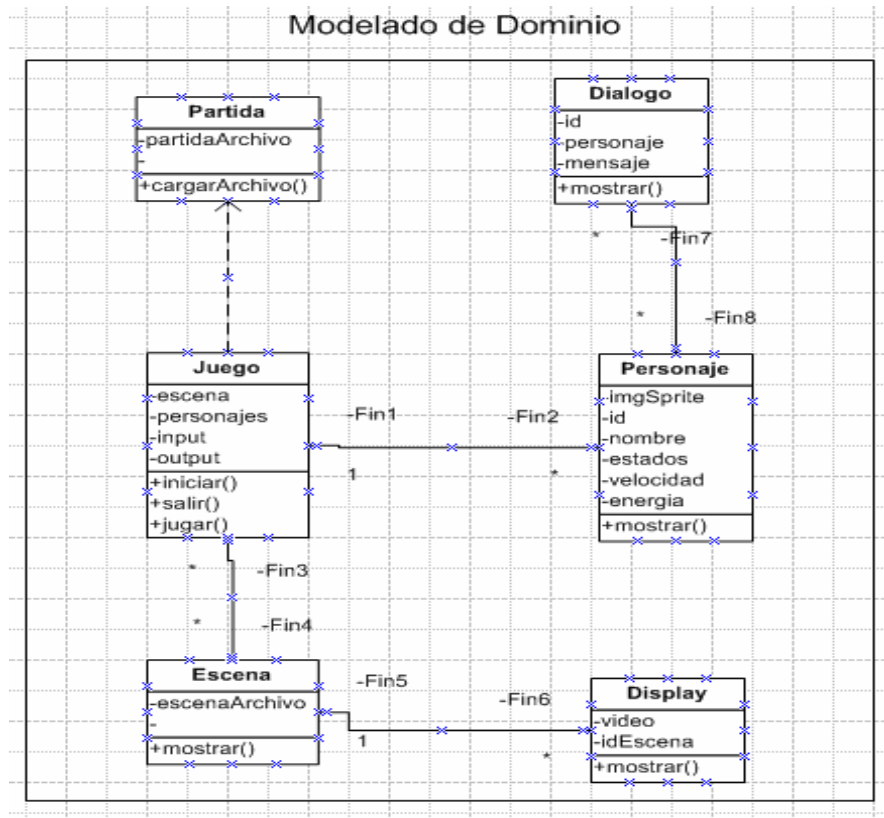 Modelado de Dominio
Partida
-partidaArchivo
-
+cargarArchivo()
Dialogo
-id
-personaje
-mensaje
+mostrar()
* -Fin7
* -Fin8
Juego
-escena
-personajes
-input
-output
+iniciar()
+salir()
+jugar()
-Fin1 -Fin2
1 *
Personaje
-imgSprite
-id
-nombre
-estados
-velocidad
-energia
+mostrar()
* -Fin3
* -Fin4
Escena
-escenaArchivo
-
+mostrar()
-Fin5 -Fin6
1 *
Display
-video
-idEscena
+mostrar()